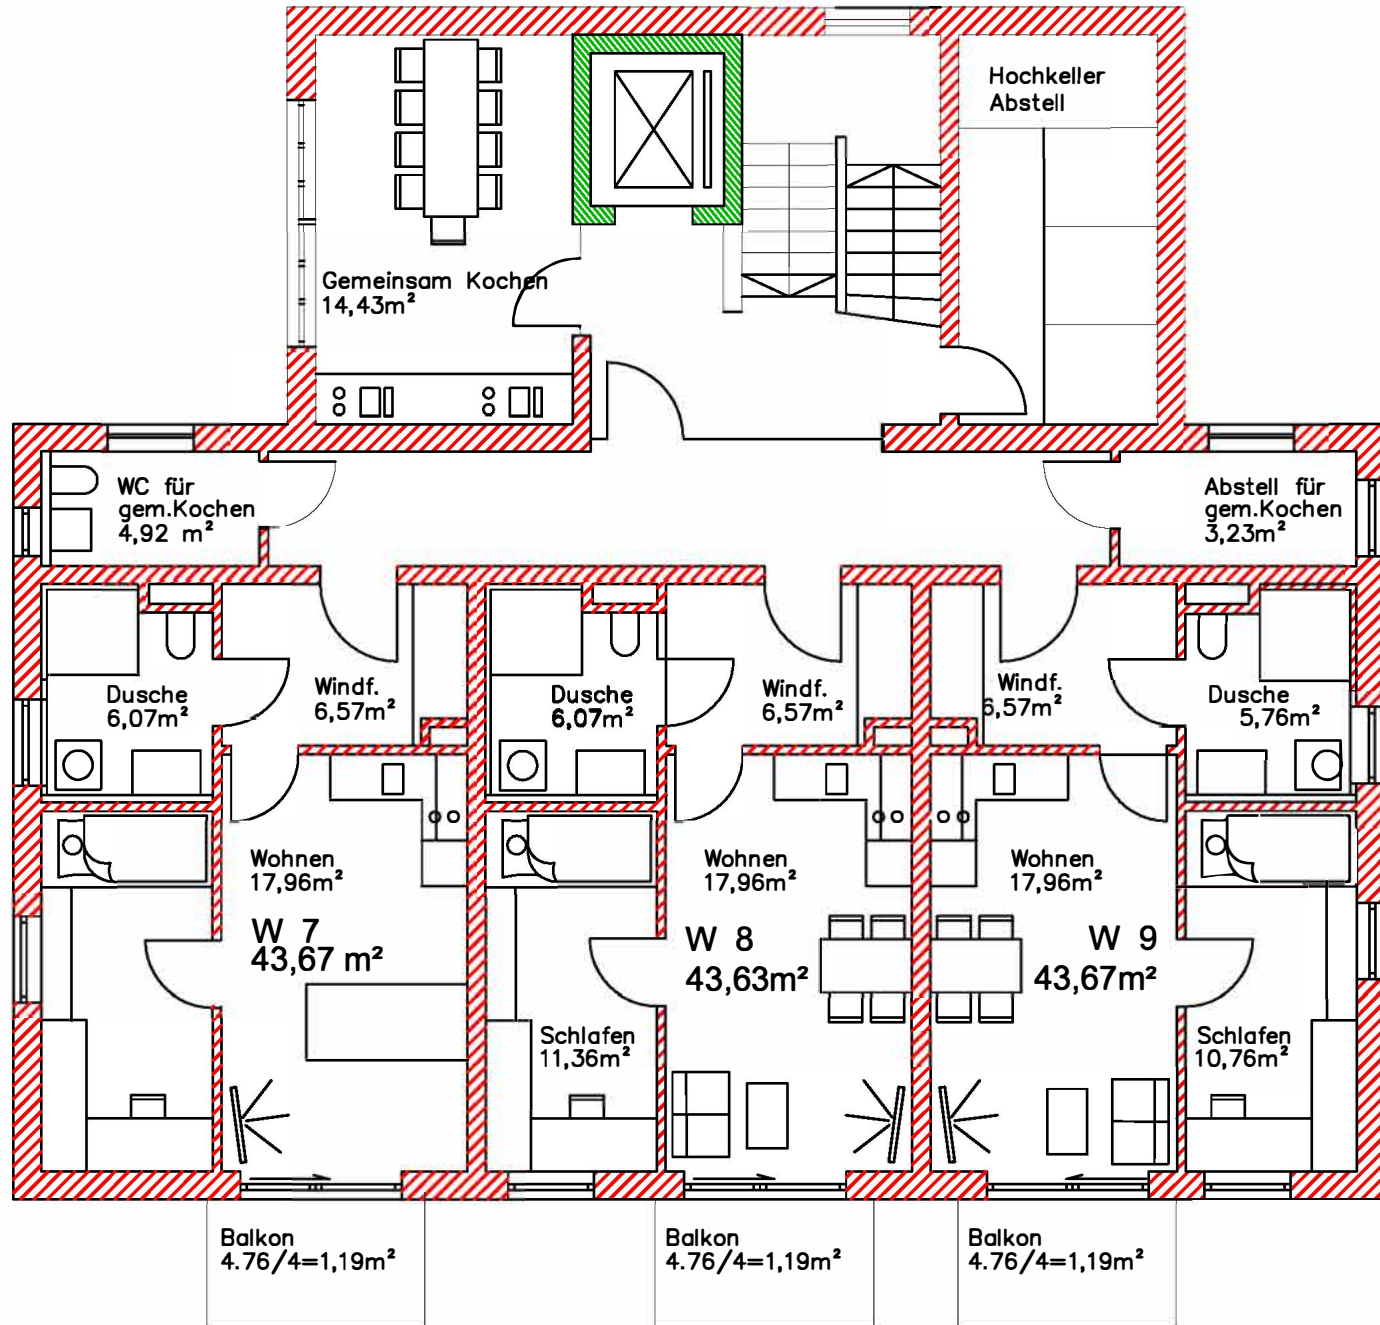 Hochkeller
Abstell
Gemeinsam Kochen
14,43m²
WC für
gem.Kochen
4,92 m²
Abstell für
gem.Kochen
3,23m²
Dusche
6,07m²
Windf.
6,57m²
Dusche
6,07m²
Windf.
6,57m²
Windf.
6,57m²
Dusche
5,76m²
Wohnen
17,96m²
W 7
43,67 m²
Wohnen
17,96m²
W 8
43,63m²
Wohnen
17,96m²
W 9
43,67m²
Schlafen
11,36m²
Schlafen
10,76m²
Balkon
4.76/4=1,19m²
Balkon
4.76/4=1,19m²
Balkon
4.76/4=1,19m²